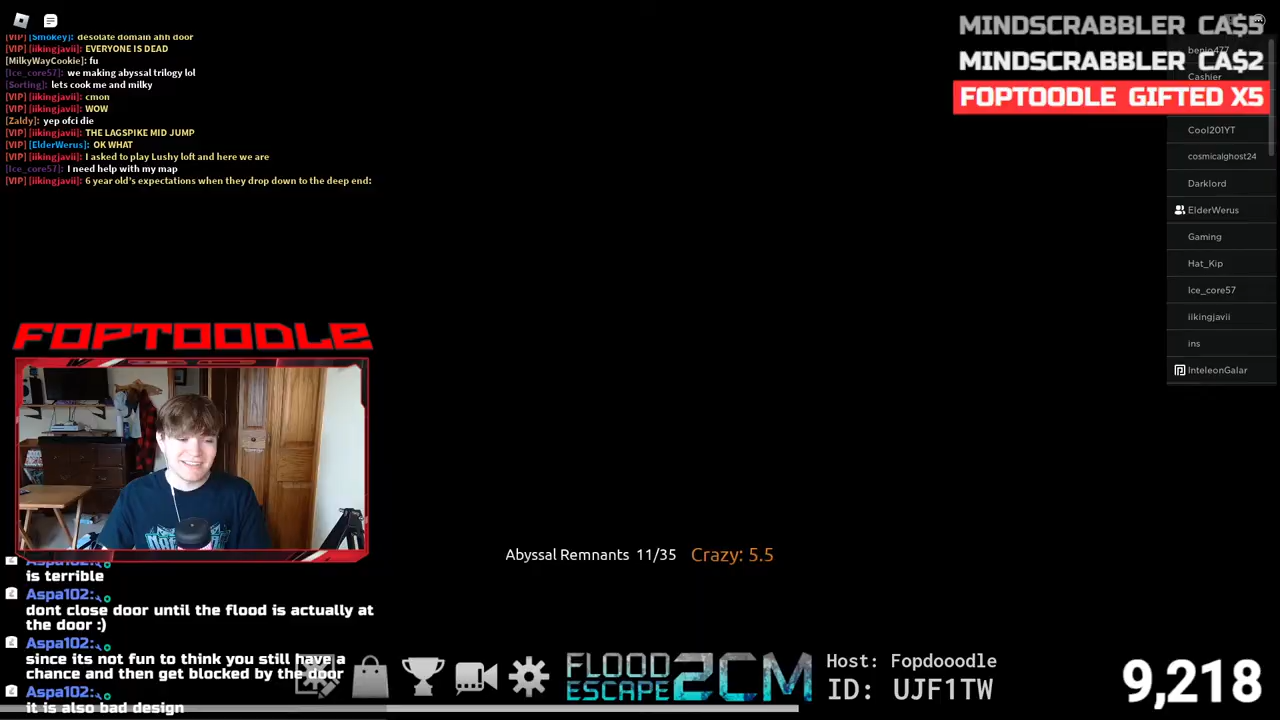 [VIP] [Smokey]: desolate domain ahh door
[VIP] [iikingjavii]: EVERYONE IS DEAD
[MilkyWayCookie]: fu
[Ice_core57]: we making abyssal trilogy lol
[Sorting]: lets cook me and milky
[VIP] [iikingjavii]: cmon
[VIP] [iikingjavii]: WOW
[Zaldy]: yep ofci die
[VIP] [iikingjavii]: THE LAGSPIKE MID JUMP
[VIP] [ElderWerus]: OK WHAT
[VIP] [iikingjavii]: I asked to play Lushy loft and here we are
[Ice_core57]: I need help with my map
[VIP] [iikingjavii]: 6 year old's expectations when they drop down to the deep end:
MINDSCRABBLER CA$5
MINDSCRABBLER CA$2
FOPTOODLE GIFTED X5
benio477
Cashier
Cool201YT
cosmicalghost24
Darklord
ElderWerus
Gaming
Hat_Kip
Ice_core57
iikingjavii
ins
InteleonGalar
FOPTOODLE
Abyssal Remnants 11/35 Crazy: 5.5
Aspa102:
is terrible
Aspa102:
dont close door until the flood is actually at
the door :)
Aspa102:
since its not fun to think you still have a
chance and then get blocked by the door
Aspa102:
it is also bad design
FLOOD
ESCAPE 2CM
Host: Fopdooodle
ID: UJF1TW
9,218